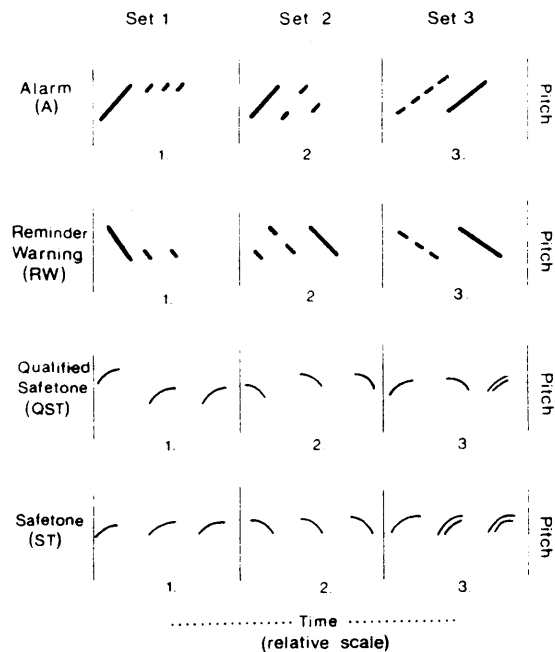 Set 1 Set 2 Set 3
Alarm
(A)
Pitch
1. 2 3.
Reminder
Warning
(RW)
Pitch
1. 2 3.
Qualified
Safetone
(QST)
Pitch
1. 2. 3
Safetone
(ST)
Pitch
1. 2. 3.
Time
(relative scale)